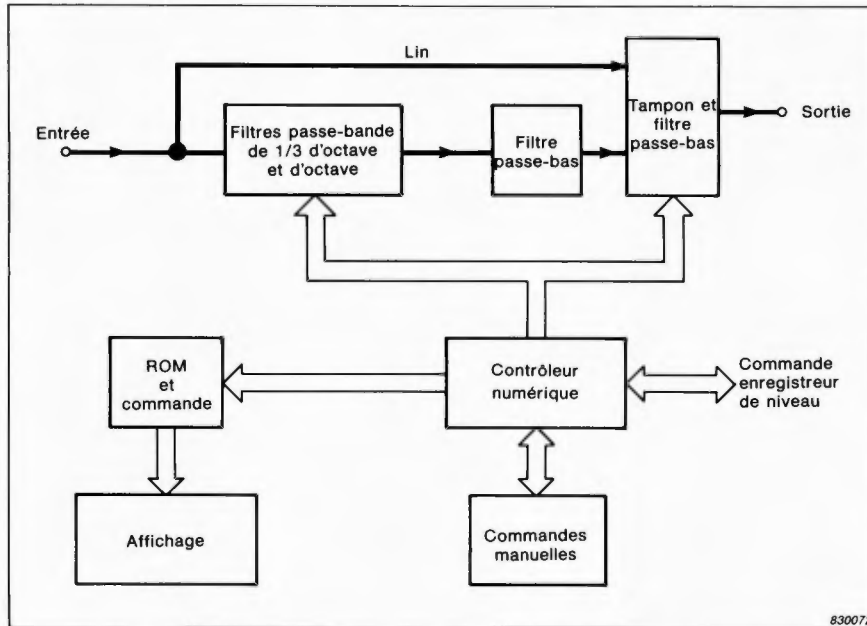 Lin
Entrée
Filtres passe-bande
de 1/3 d'octave
et d'octave
Filtre
passe-bas
Tampon et
filtre
passe-bas
Sortie
ROM
et
commande
Contrôleur
numérique
Commande
enregistreur
de niveau
Affichage
Commandes
manuelles